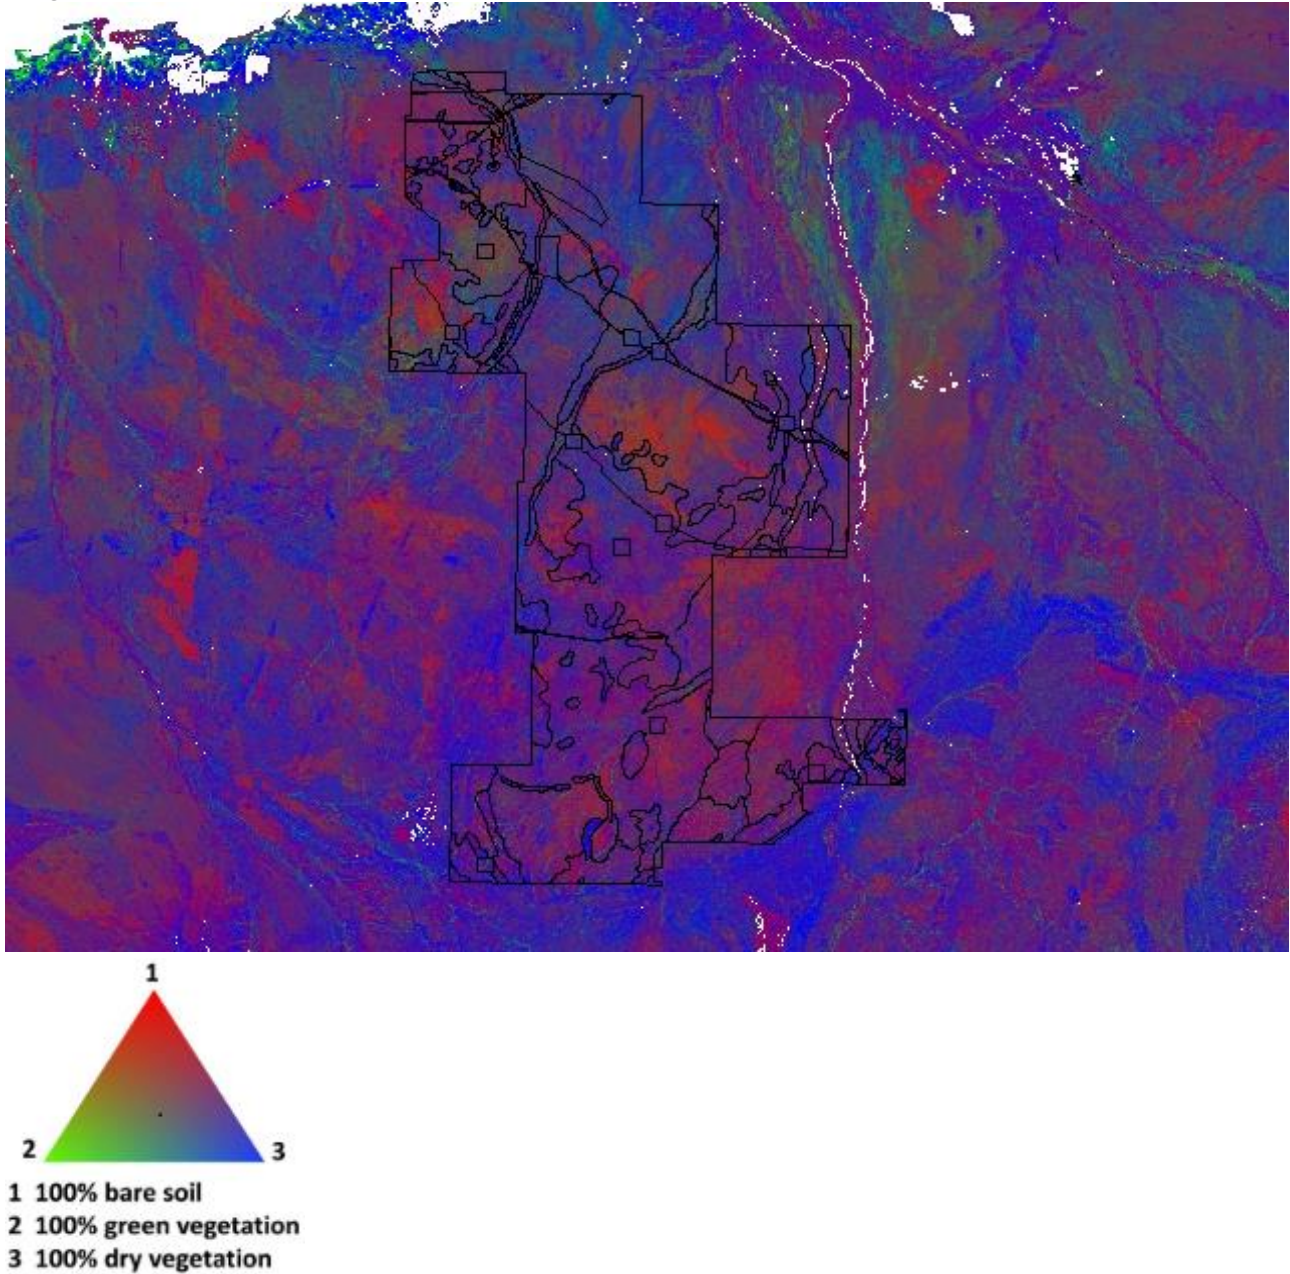 1
2
3
1 100% bare soil
2 100% green vegetation
3 100% dry vegetation